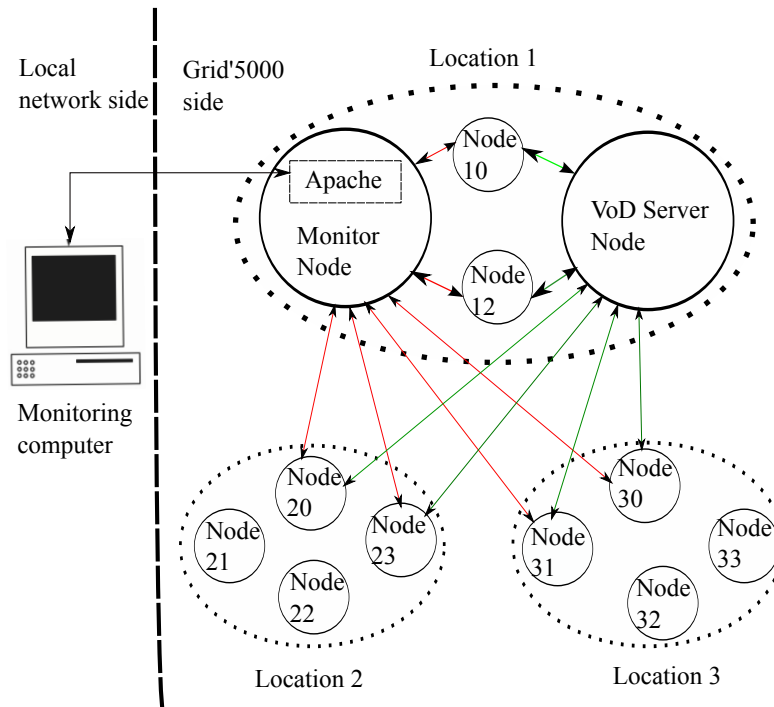 Local
network side
Grid'5000
side
Location 1
Apache
Monitor
Node
Node
10
Node
12
VoD Server
Node
Monitoring
computer
Node
20
Node
21
Node
22
Node
23
Location 2
Node
30
Node
31
Node
32
Node
33
Location 3